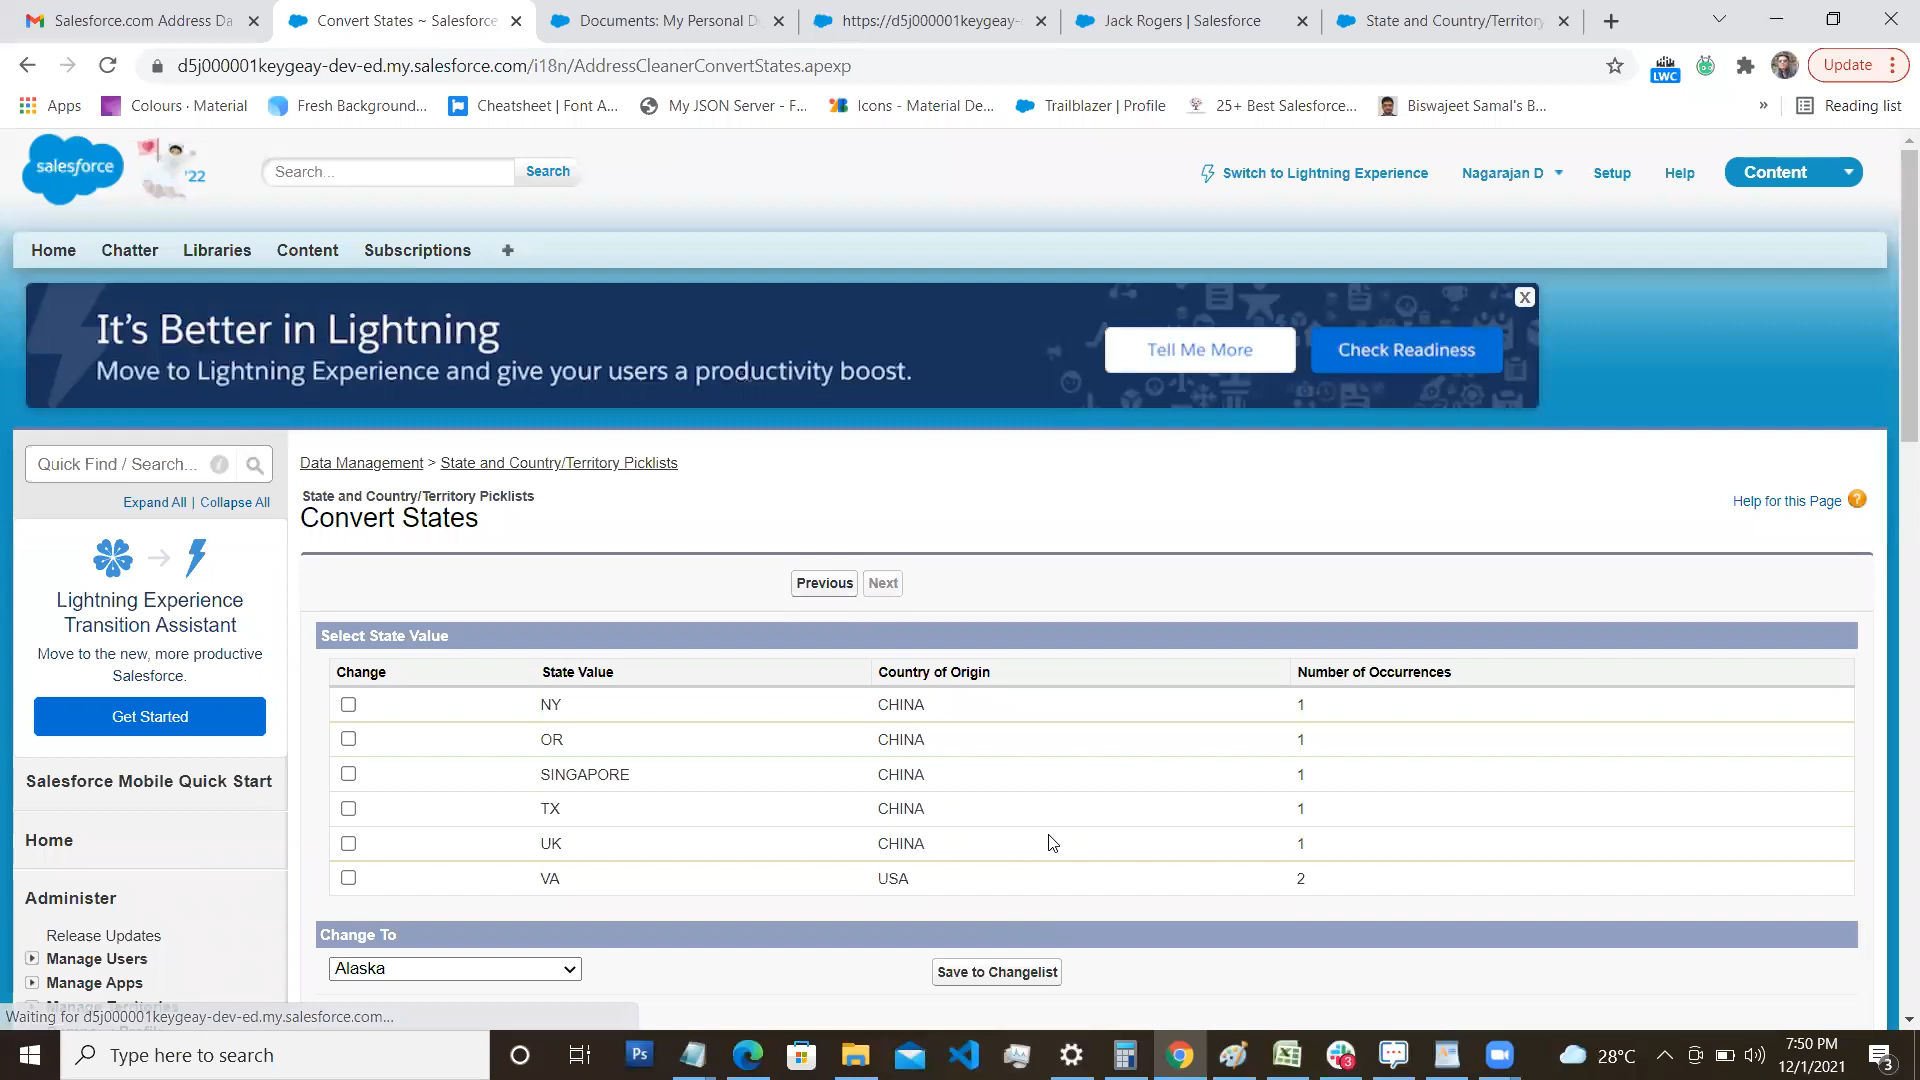 Salesforce.com Address Da
Convert States ~ Salesforce
Documents: My Personal D
https://d5j000001keygeay-
Jack Rogers | Salesforce
State and Country/Territory
d5j000001keygeay-dev-ed.my.salesforce.com/i18n/AddressCleanerConvertStates.apexp
LWC
Update
Apps
Colours · Material
Fresh Background...
Cheatsheet | Font A...
My JSON Server - F...
Icons - Material De...
Trailblazer | Profile
25+ Best Salesforce...
Biswajeet Samal's B...
»
Reading list
salesforce
'22
Search...
Search
Switch to Lightning Experience
Nagarajan D
Setup
Help
Content
Home
Chatter
Libraries
Content
Subscriptions
+
It's Better in Lightning
Move to Lightning Experience and give your users a productivity boost.
Tell Me More
Check Readiness
X
Quick Find / Search...
Expand All | Collapse All
Lightning Experience
Transition Assistant
Move to the new, more productive
Salesforce.
Get Started
Salesforce Mobile Quick Start
Home
Administer
Release Updates
Manage Users
Manage Apps
Data Management > State and Country/Territory Picklists
State and Country/Territory Picklists
Convert States
Help for this Page ?
Previous
Next
Select State Value
Change State Value Country of Origin Number of Occurrences
NY CHINA 1
OR CHINA 1
SINGAPORE CHINA 1
TX CHINA 1
UK CHINA 1
VA USA 2
Change To
Alaska
Save to Changelist
Waiting for d5j000001keygeay-dev-ed.my.salesforce.com...
Type here to search
Ps
3
28°C
7:50 PM
12/1/2021
3